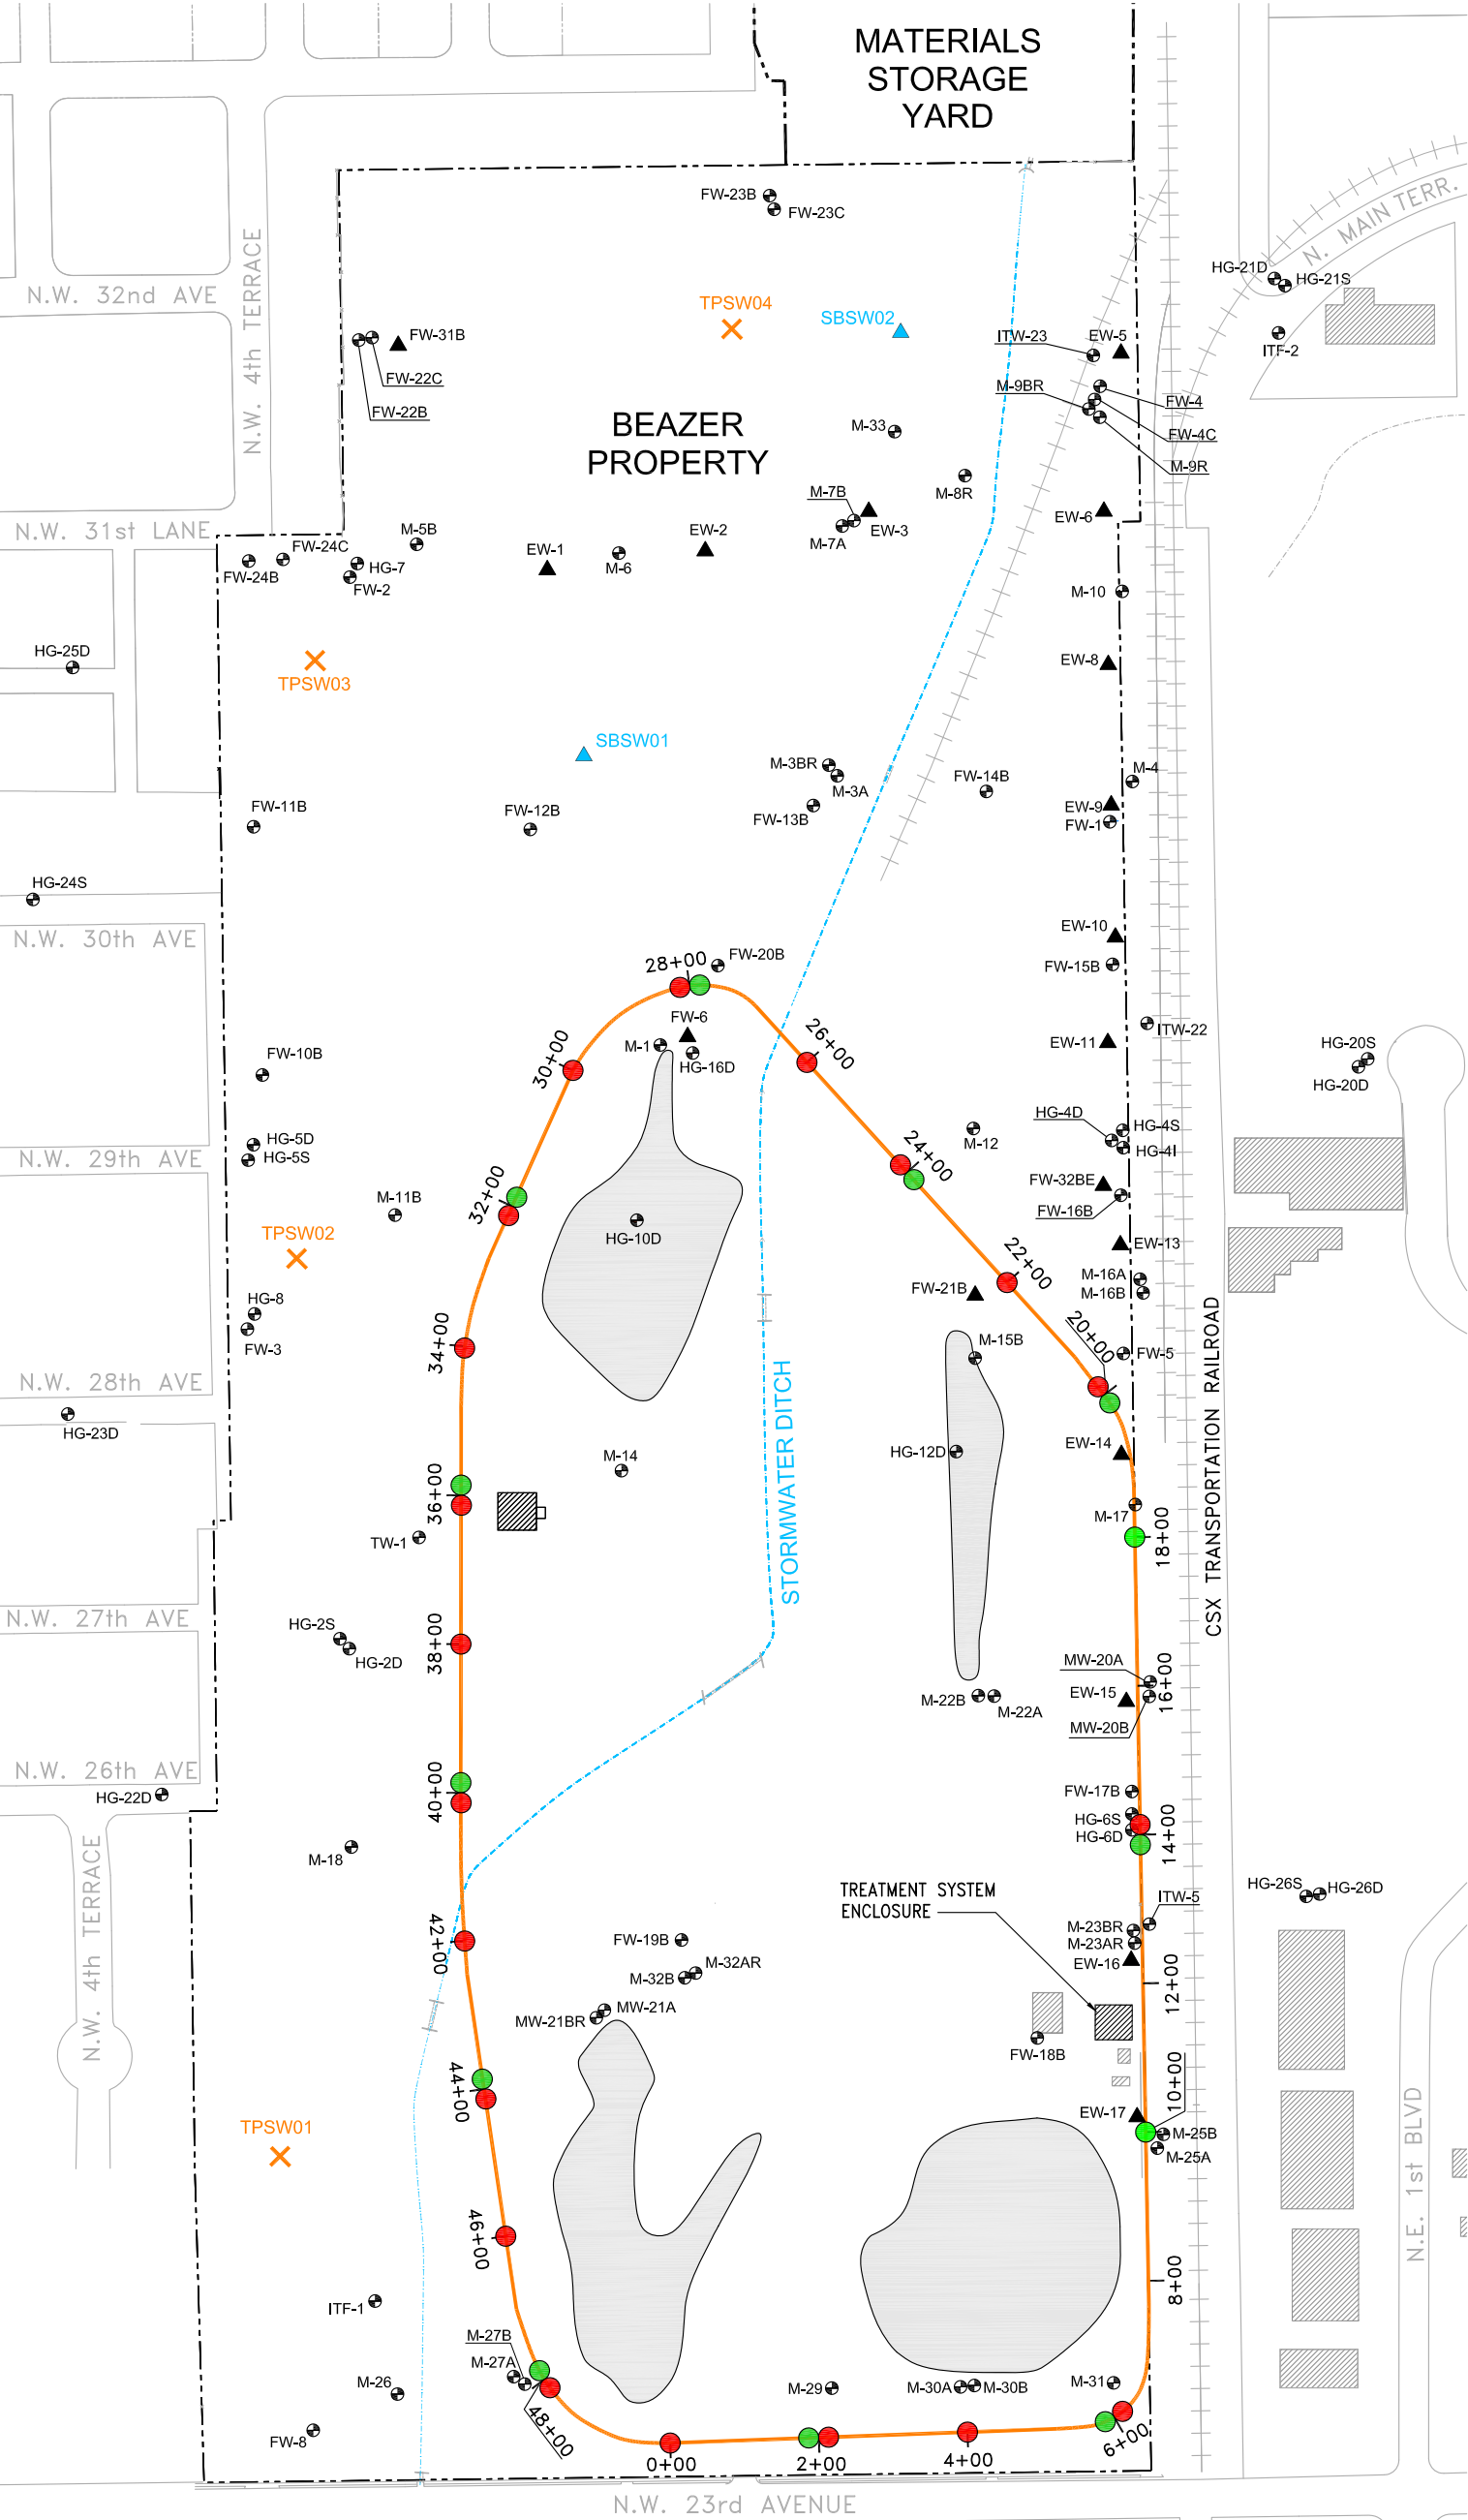 MATERIALS
STORAGE
YARD
FW-23B
FW-23C
N. MAIN TERR.
HG-21D
HG-21S
N.W. 32nd AVE
N.W. 4th TERRACE
TPSW04
SBSW02
ITW-23
EW-5
ITF-2
FW-31B
FW-22C
FW-22B
M-9BR
FW-4
FW-4C
M-9R
BEAZER
PROPERTY
M-33
M-8R
M-7B
EW-3
M-7A
EW-6
N.W. 31st LANE
M-5B
EW-2
EW-1
M-6
FW-24C
FW-24B
HG-7
FW-2
M-10
HG-25D
TPSW03
EW-8
SBSW01
M-3BR
M-3A
FW-13B
FW-14B
M-4
EW-9
FW-1
FW-11B
FW-12B
HG-24S
N.W. 30th AVE
EW-10
FW-15B
28+00
FW-20B
FW-6
M-1
HG-16D
26+00
30+00
ITW-22
EW-11
FW-10B
HG-20S
HG-20D
HG-4D
HG-4S
HG-4I
M-12
24+00
HG-5D
HG-5S
N.W. 29th AVE
32+00
M-11B
FW-32BE
FW-16B
HG-10D
TPSW02
EW-13
22+00
M-16A
M-16B
FW-21B
HG-8
FW-3
34+00
20+00
M-15B
FW-5
N.W. 28th AVE
HG-23D
STORMWATER DITCH
CSX TRANSPORTATION RAILROAD
HG-12D
EW-14
M-14
36+00
M-17
18+00
TW-1
N.W. 27th AVE
HG-2S
HG-2D
38+00
MW-20A
16+00
EW-15
MW-20B
M-22B
M-22A
N.W. 26th AVE
HG-22D
40+00
FW-17B
HG-6S
HG-6D
14+00
M-18
N.W. 4th TERRACE
TREATMENT SYSTEM
ENCLOSURE
HG-26S
HG-26D
ITW-5
M-23BR
M-23AR
EW-16
42+00
FW-19B
M-32AR
M-32B
12+00
MW-21A
MW-21BR
FW-18B
44+00
10+00
EW-17
M-25B
M-25A
TPSW01
N.E. 1st BLVD
46+00
8+00
ITF-1
M-27B
M-27A
M-26
M-29
M-30A
M-30B
M-31
48+00
FW-8
6+00
0+00
2+00
4+00
N.W. 23rd AVENUE